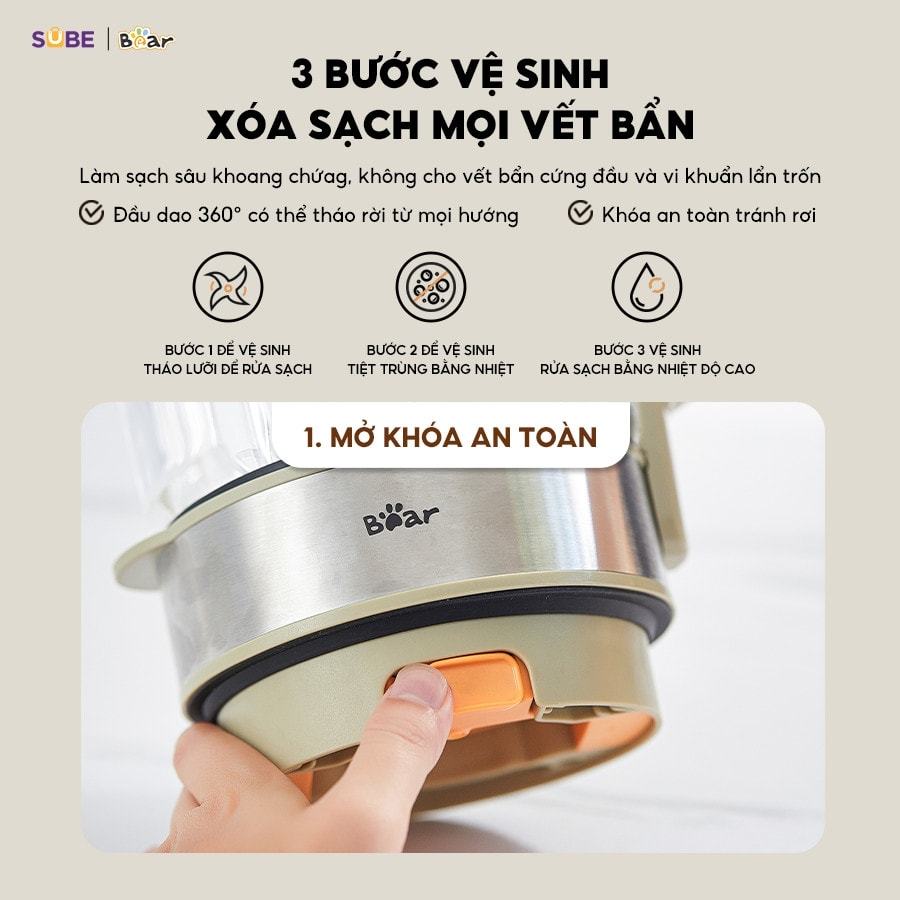 SUBE | Bear
3 BƯỚC VỆ SINH
XÓA SẠCH MỌI VẾT BẨN
Làm sạch sâu khoang chứag, không cho vết bẩn cứng đầu và vi khuẩn lẩn trốn
Đầu dao 360° có thể tháo rời từ mọi hướng
Khóa an toàn tránh rơi
BƯỚC 1 ĐỂ VỆ SINH
THÁO LƯỠI ĐỂ RỬA SẠCH
BƯỚC 2 ĐỂ VỆ SINH
TIỆT TRÙNG BẰNG NHIỆT
BƯỚC 3 VỆ SINH
RỬA SẠCH BẰNG NHIỆT ĐỘ CAO
1. MỞ KHÓA AN TOÀN
Bear